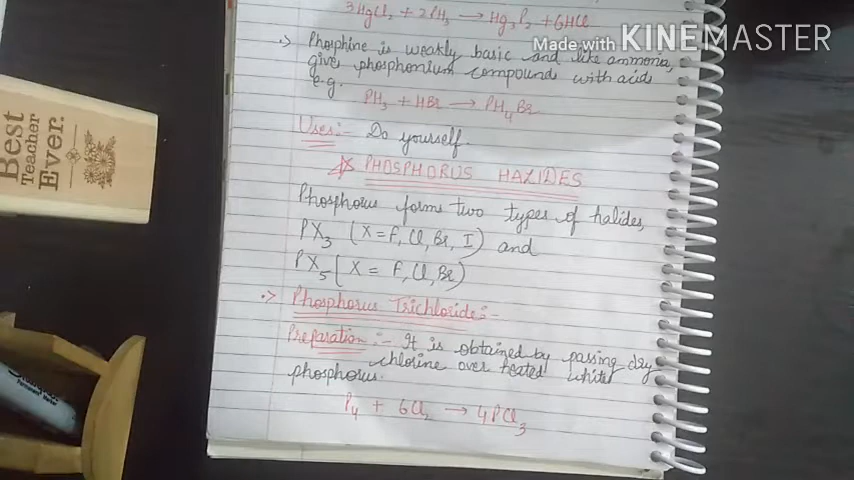 3HgCl₂ + 2PH₃ → Hg₃P₂ + 6HCl
Made with KINEMASTER
-> Phosphine is weakly basic and like ammonia,
give phosphonium compound with acids
e.g.
PH₃ + HBr → PH₄Br
Uses:- Do yourself.
☆ PHOSPHORUS HALIDES
Phosphorus forms two types of halides,
PX₃ (X = F, Cl, Br, I) and
PX₅ (X = F, Cl, Br)
-> Phosphorus Trichloride:-
Preparation:- It is obtained by passing dry
chlorine over heated white
phosphorus.
P₄ + 6Cl₂ → 4PCl₃
Best
Teacher
Ever.